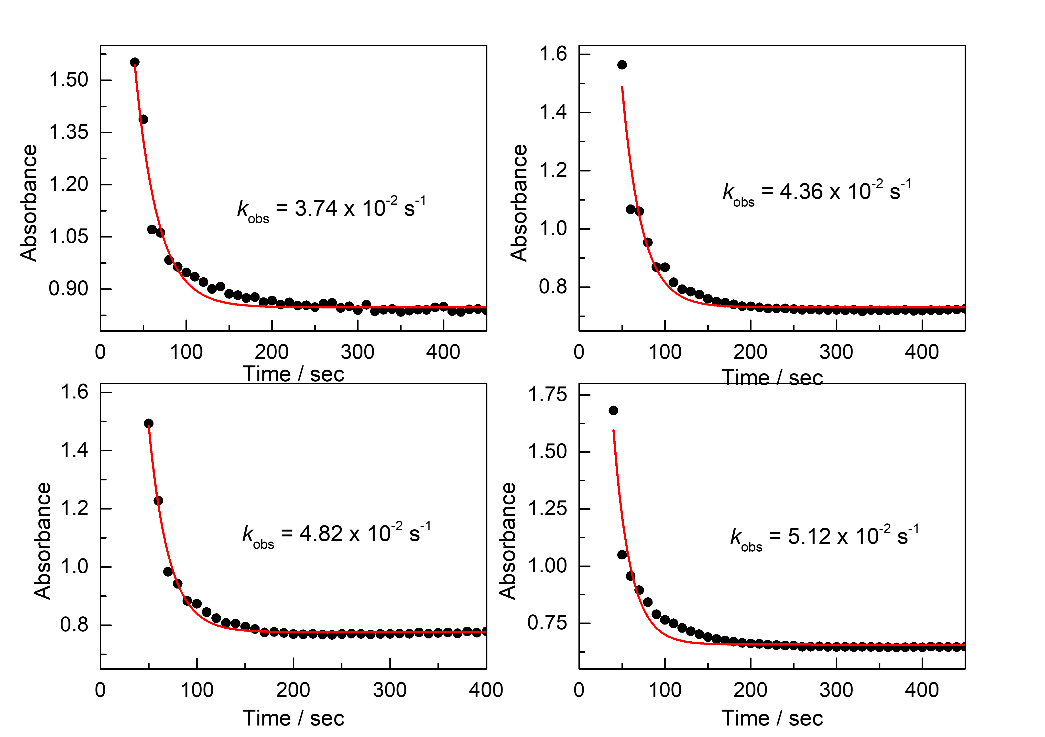 Absorbance
1.50
1.35
1.20
1.05
0.90
k_obs = 3.74 x 10^-2 s^-1
0 100 200 300 400
Time / sec
Absorbance
1.6
1.4
1.2
1.0
0.8
k_obs = 4.36 x 10^-2 s^-1
0 100 200 300 400
Time / sec
Absorbance
1.6
1.4
1.2
1.0
0.8
k_obs = 4.82 x 10^-2 s^-1
0 100 200 300 400
Time / sec
Absorbance
1.75
1.50
1.25
1.00
0.75
k_obs = 5.12 x 10^-2 s^-1
0 100 200 300 400
Time / sec